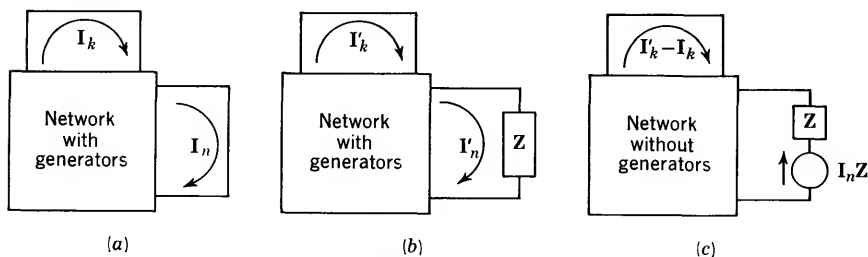 I_k
Network
with
generators
I_n
(a)
I'_k
Network
with
generators
I'_n
Z
(b)
I'_k – I_k
Network
without
generators
Z
I_nZ
(c)